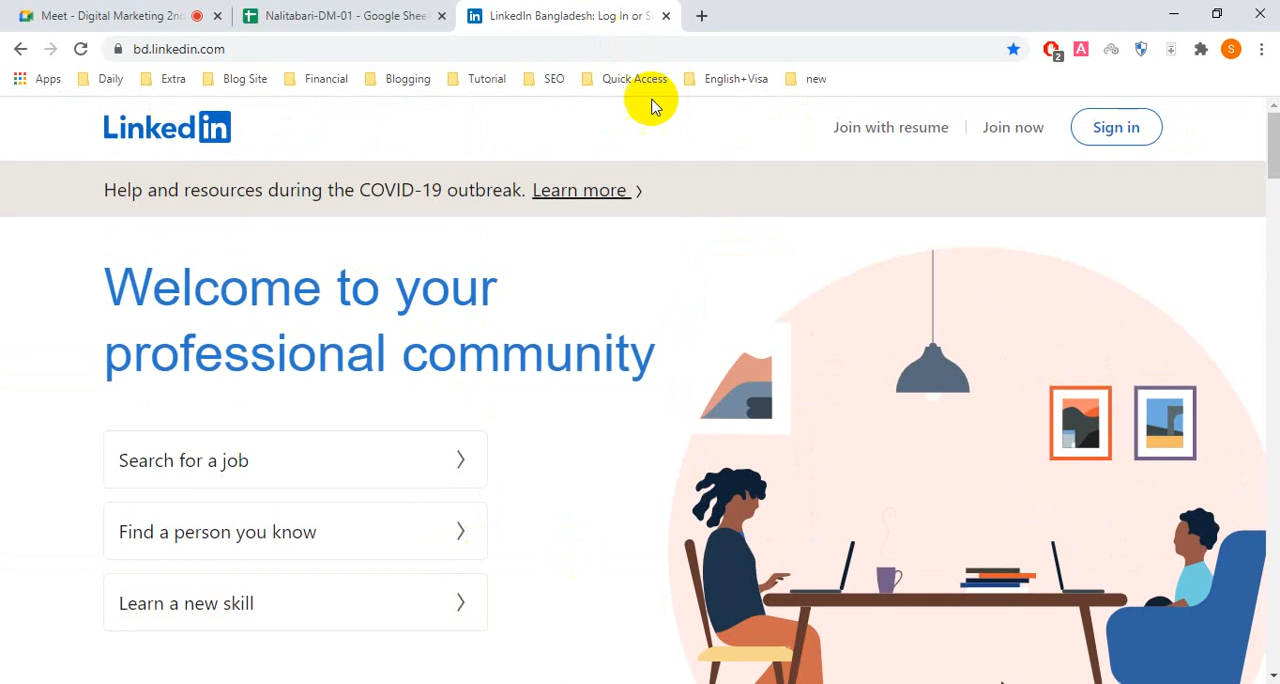 Meet - Digital Marketing 2nd
Nalitabari-DM-01 - Google Shee
LinkedIn Bangladesh: Log In or S
bd.linkedin.com
2
A
S
Apps
Daily
Extra
Blog Site
Financial
Blogging
Tutorial
SEO
Quick Access
English+Visa
new
Linkedin
Join with resume
Join now
Sign in
Help and resources during the COVID-19 outbreak. Learn more
Welcome to your
professional community
Search for a job
Find a person you know
Learn a new skill